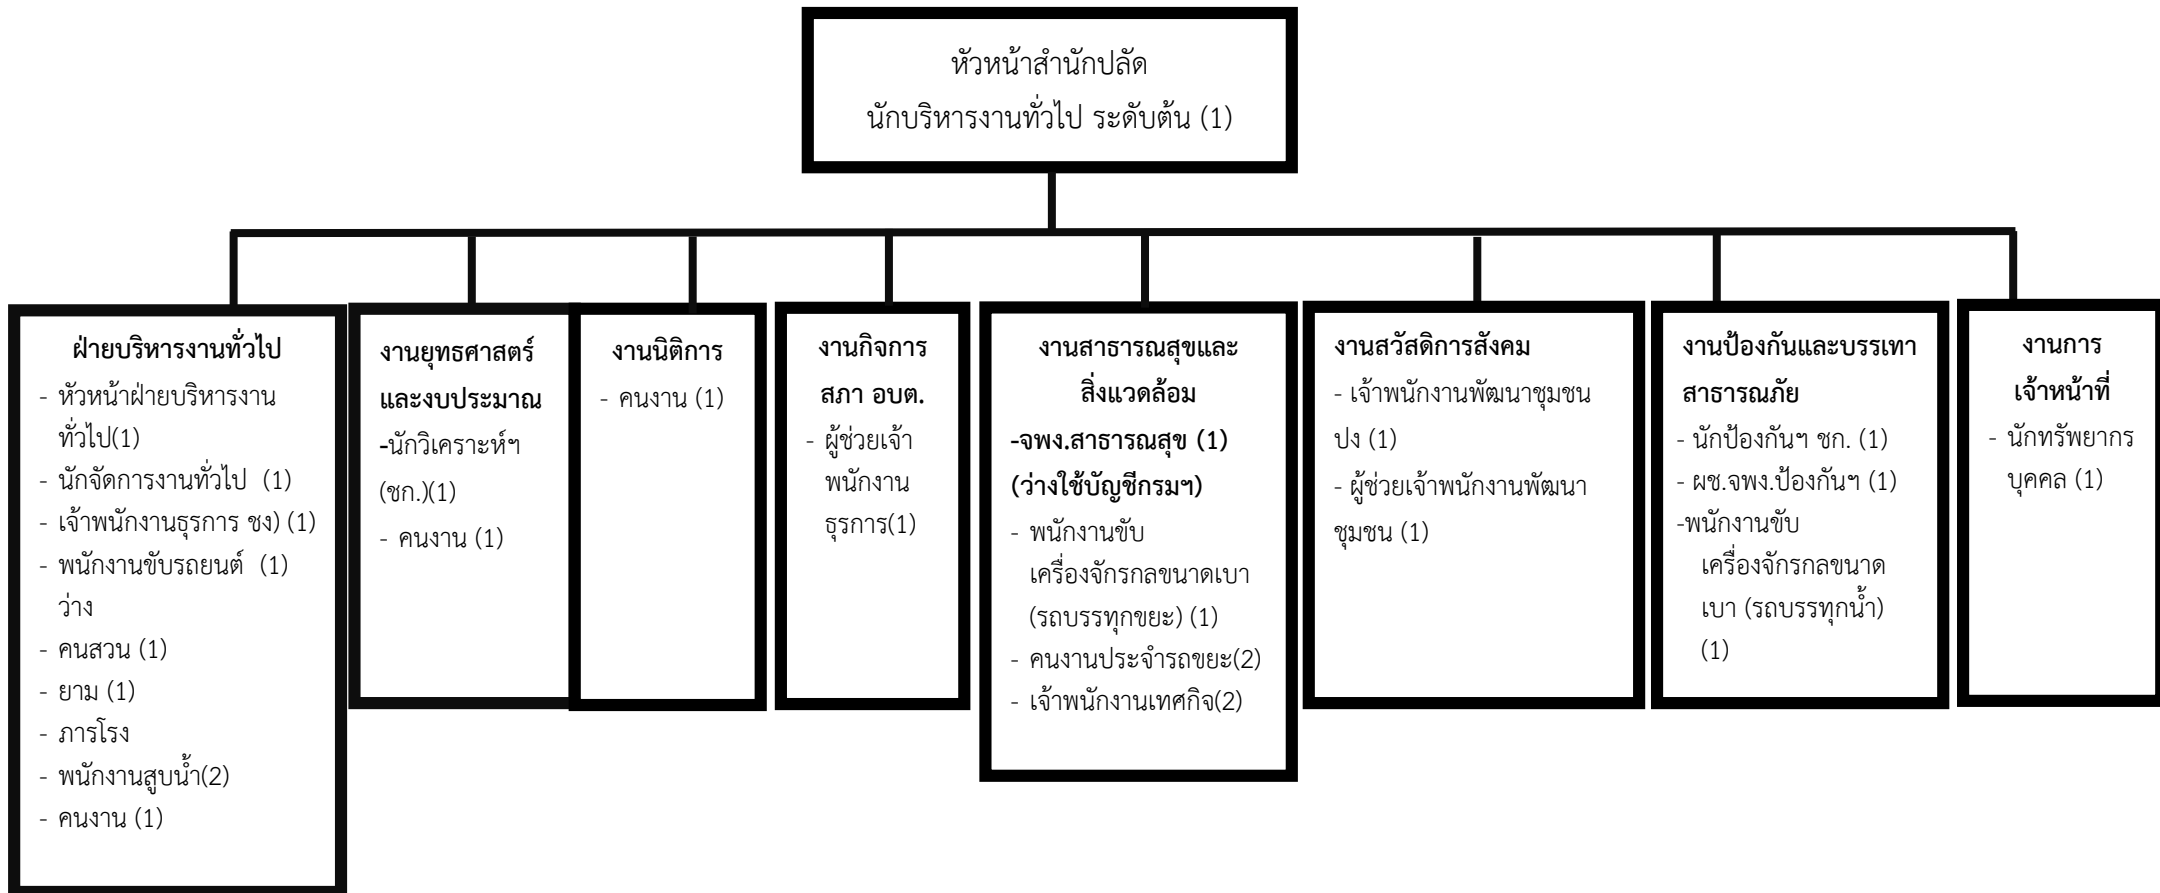 หัวหน้าสำนักปลัด
นักบริหารงานทั่วไป ระดับต้น (1)
ฝ่ายบริหารงานทั่วไป
- หัวหน้าฝ่ายบริหารงาน
ทั่วไป(1)
- นักจัดการงานทั่วไป (1)
- เจ้าพนักงานธุรการ ชง) (1)
- พนักงานขับรถยนต์ (1)
ว่าง
- คนสวน (1)
- ยาม (1)
- ภารโรง
- พนักงานสูบน้ำ(2)
- คนงาน (1)
งานยุทธศาสตร์
และงบประมาณ
-นักวิเคราะห์ฯ
(ชก.)(1)
- คนงาน (1)
งานนิติการ
- คนงาน (1)
งานกิจการ
สภา อบต.
- ผู้ช่วยเจ้า
พนักงาน
ธุรการ(1)
งานสาธารณสุขและ
สิ่งแวดล้อม
-จพง.สาธารณสุข (1)
(ว่างใช้บัญชีกรมฯ)
- พนักงานขับ
เครื่องจักรกลขนาดเบา
(รถบรรทุกขยะ) (1)
- คนงานประจำรถขยะ(2)
- เจ้าพนักงานเทศกิจ(2)
งานสวัสดิการสังคม
- เจ้าพนักงานพัฒนาชุมชน
ปง (1)
- ผู้ช่วยเจ้าพนักงานพัฒนา
ชุมชน (1)
งานป้องกันและบรรเทา
สาธารณภัย
- นักป้องกันฯ ชก. (1)
- ผช.จพง.ป้องกันฯ (1)
-พนักงานขับ
เครื่องจักรกลขนาด
เบา (รถบรรทุกน้ำ)
(1)
งานการ
เจ้าหน้าที่
- นักทรัพยากร
บุคคล (1)